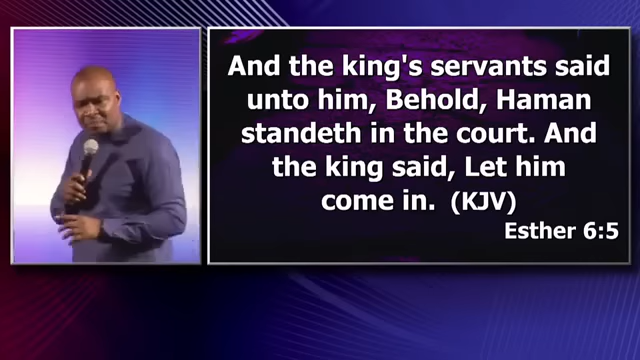 And the king's servants said
unto him, Behold, Haman
standeth in the court. And
the king said, Let him
come in. (KJV)
Esther 6:5